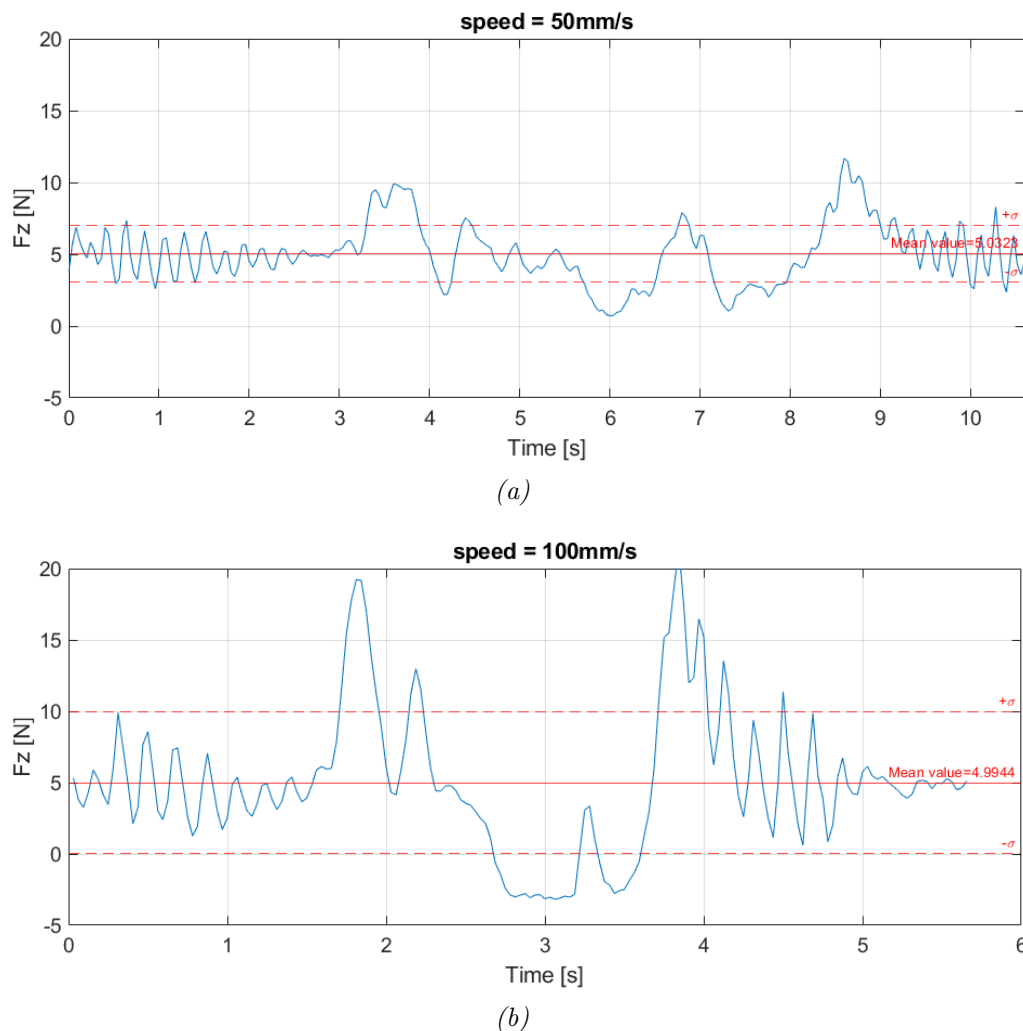 speed = 50mm/s
20
15
10
5
0
-5
Fz [N]
+σ
Mean value=5.0323
-σ
0 1 2 3 4 5 6 7 8 9 10
Time [s]
(a)
speed = 100mm/s
20
15
10
5
0
-5
Fz [N]
+σ
Mean value=4.9944
-σ
0 1 2 3 4 5 6
Time [s]
(b)